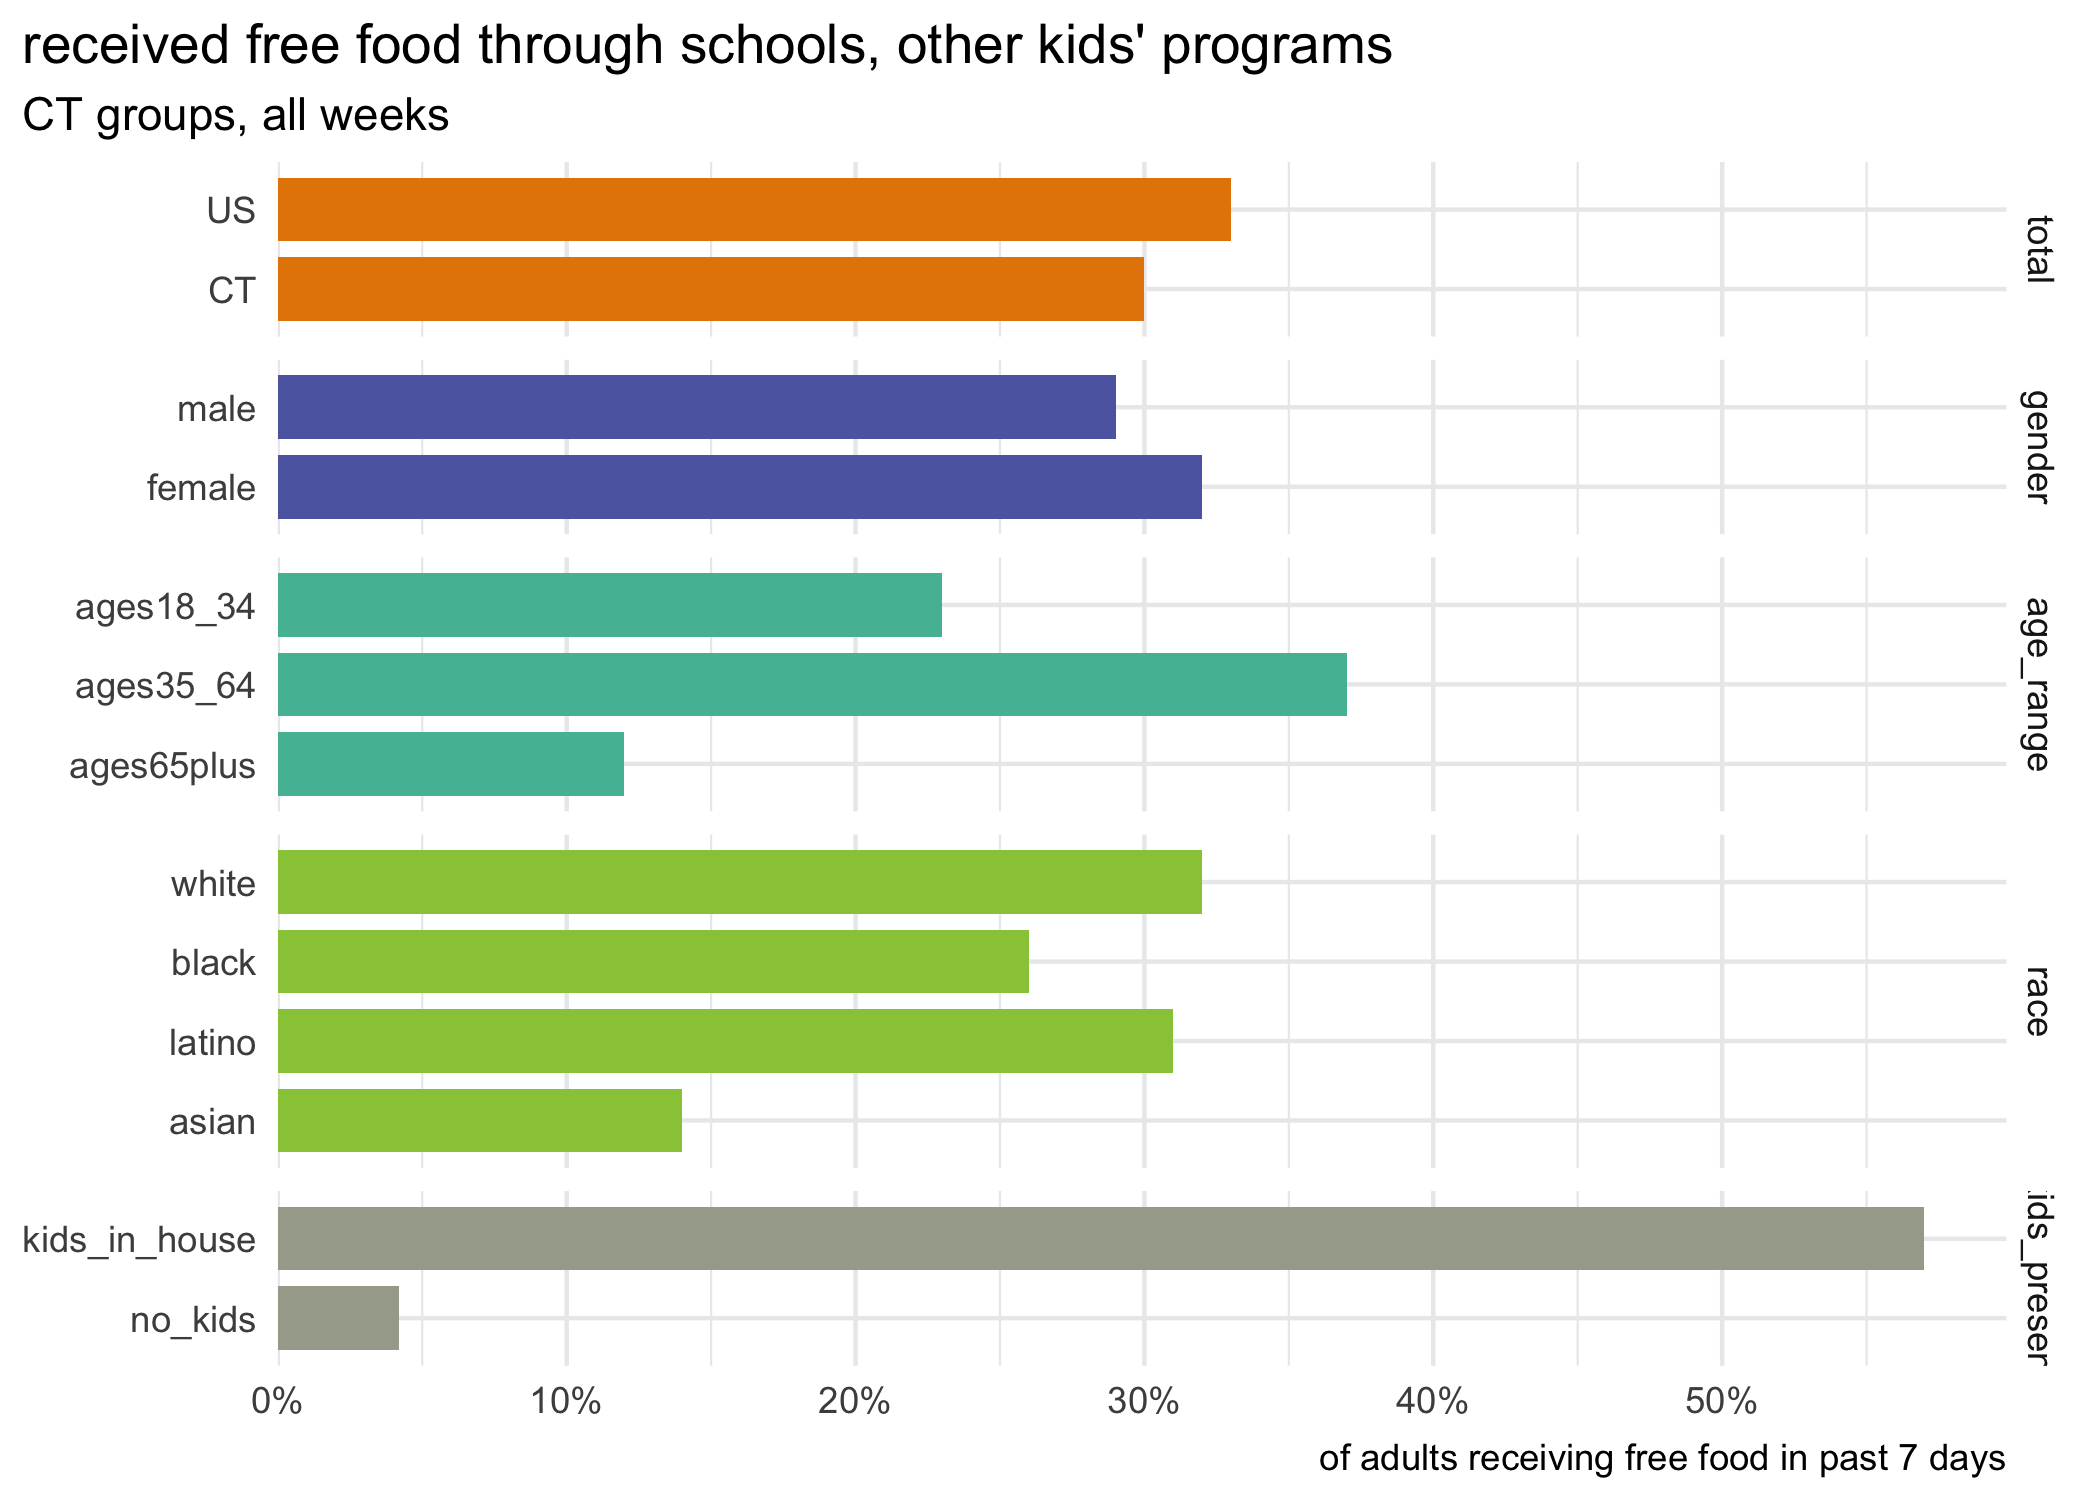 received free food through schools, other kids' programs
CT groups, all weeks
US
CT
total
male
female
gender
ages18_34
ages35_64
ages65plus
age_range
white
black
latino
asian
race
kids_in_house
no_kids
ids_preser
0% 10% 20% 30% 40% 50%
of adults receiving free food in past 7 days